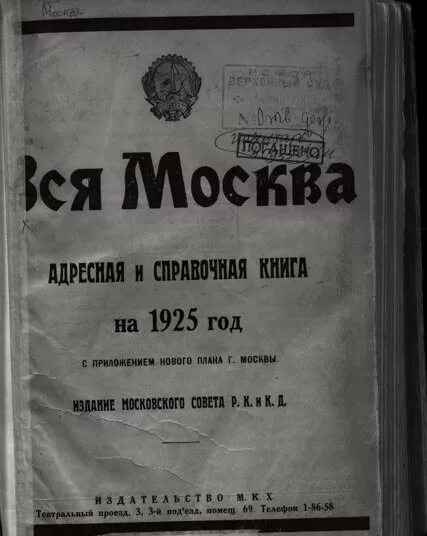 Москва
Р.С.Ф.С.Р.
ВЕРХОВНЫЙ СУД
ПОГАШЕНО
Вся Москва
АДРЕСНАЯ И СПРАВОЧНАЯ КНИГА
на 1925 год
С ПРИЛОЖЕНИЕМ НОВОГО ПЛАНА Г. МОСКВЫ.
ИЗДАНИЕ МОСКОВСКОГО СОВЕТА Р. К. и К. Д.
ИЗДАТЕЛЬСТВО М. К. Х.
Театральный проезд, 3, 3-й под'езд, помещ 69. Телефон 1-86-58